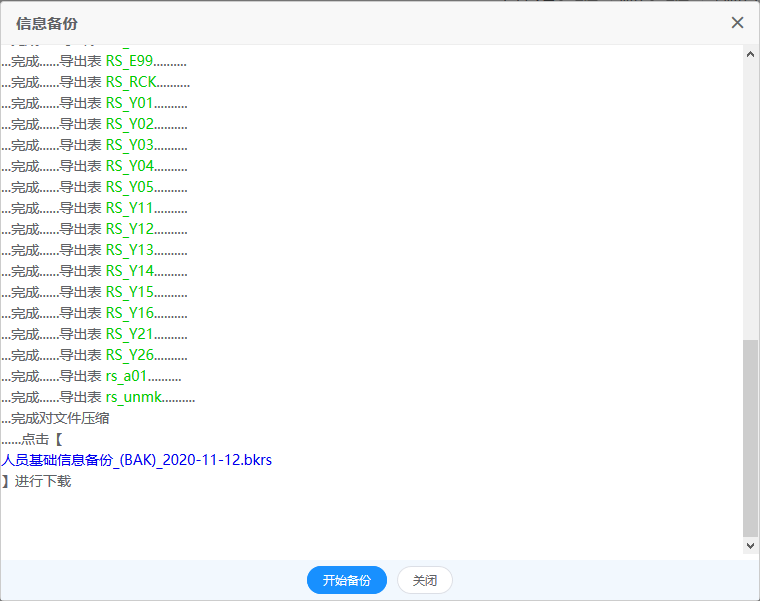 信息备份
...完成......导出表 RS_E99..........
...完成......导出表 RS_RCK..........
...完成......导出表 RS_Y01..........
...完成......导出表 RS_Y02..........
...完成......导出表 RS_Y03..........
...完成......导出表 RS_Y04..........
...完成......导出表 RS_Y05..........
...完成......导出表 RS_Y11..........
...完成......导出表 RS_Y12..........
...完成......导出表 RS_Y13..........
...完成......导出表 RS_Y14..........
...完成......导出表 RS_Y15..........
...完成......导出表 RS_Y16..........
...完成......导出表 RS_Y21..........
...完成......导出表 RS_Y26..........
...完成......导出表 rs_a01..........
...完成......导出表 rs_unmk..........
...完成对文件压缩
......点击【
人员基础信息备份_(BAK)_2020-11-12.bkrs
】进行下载
开始备份 关闭